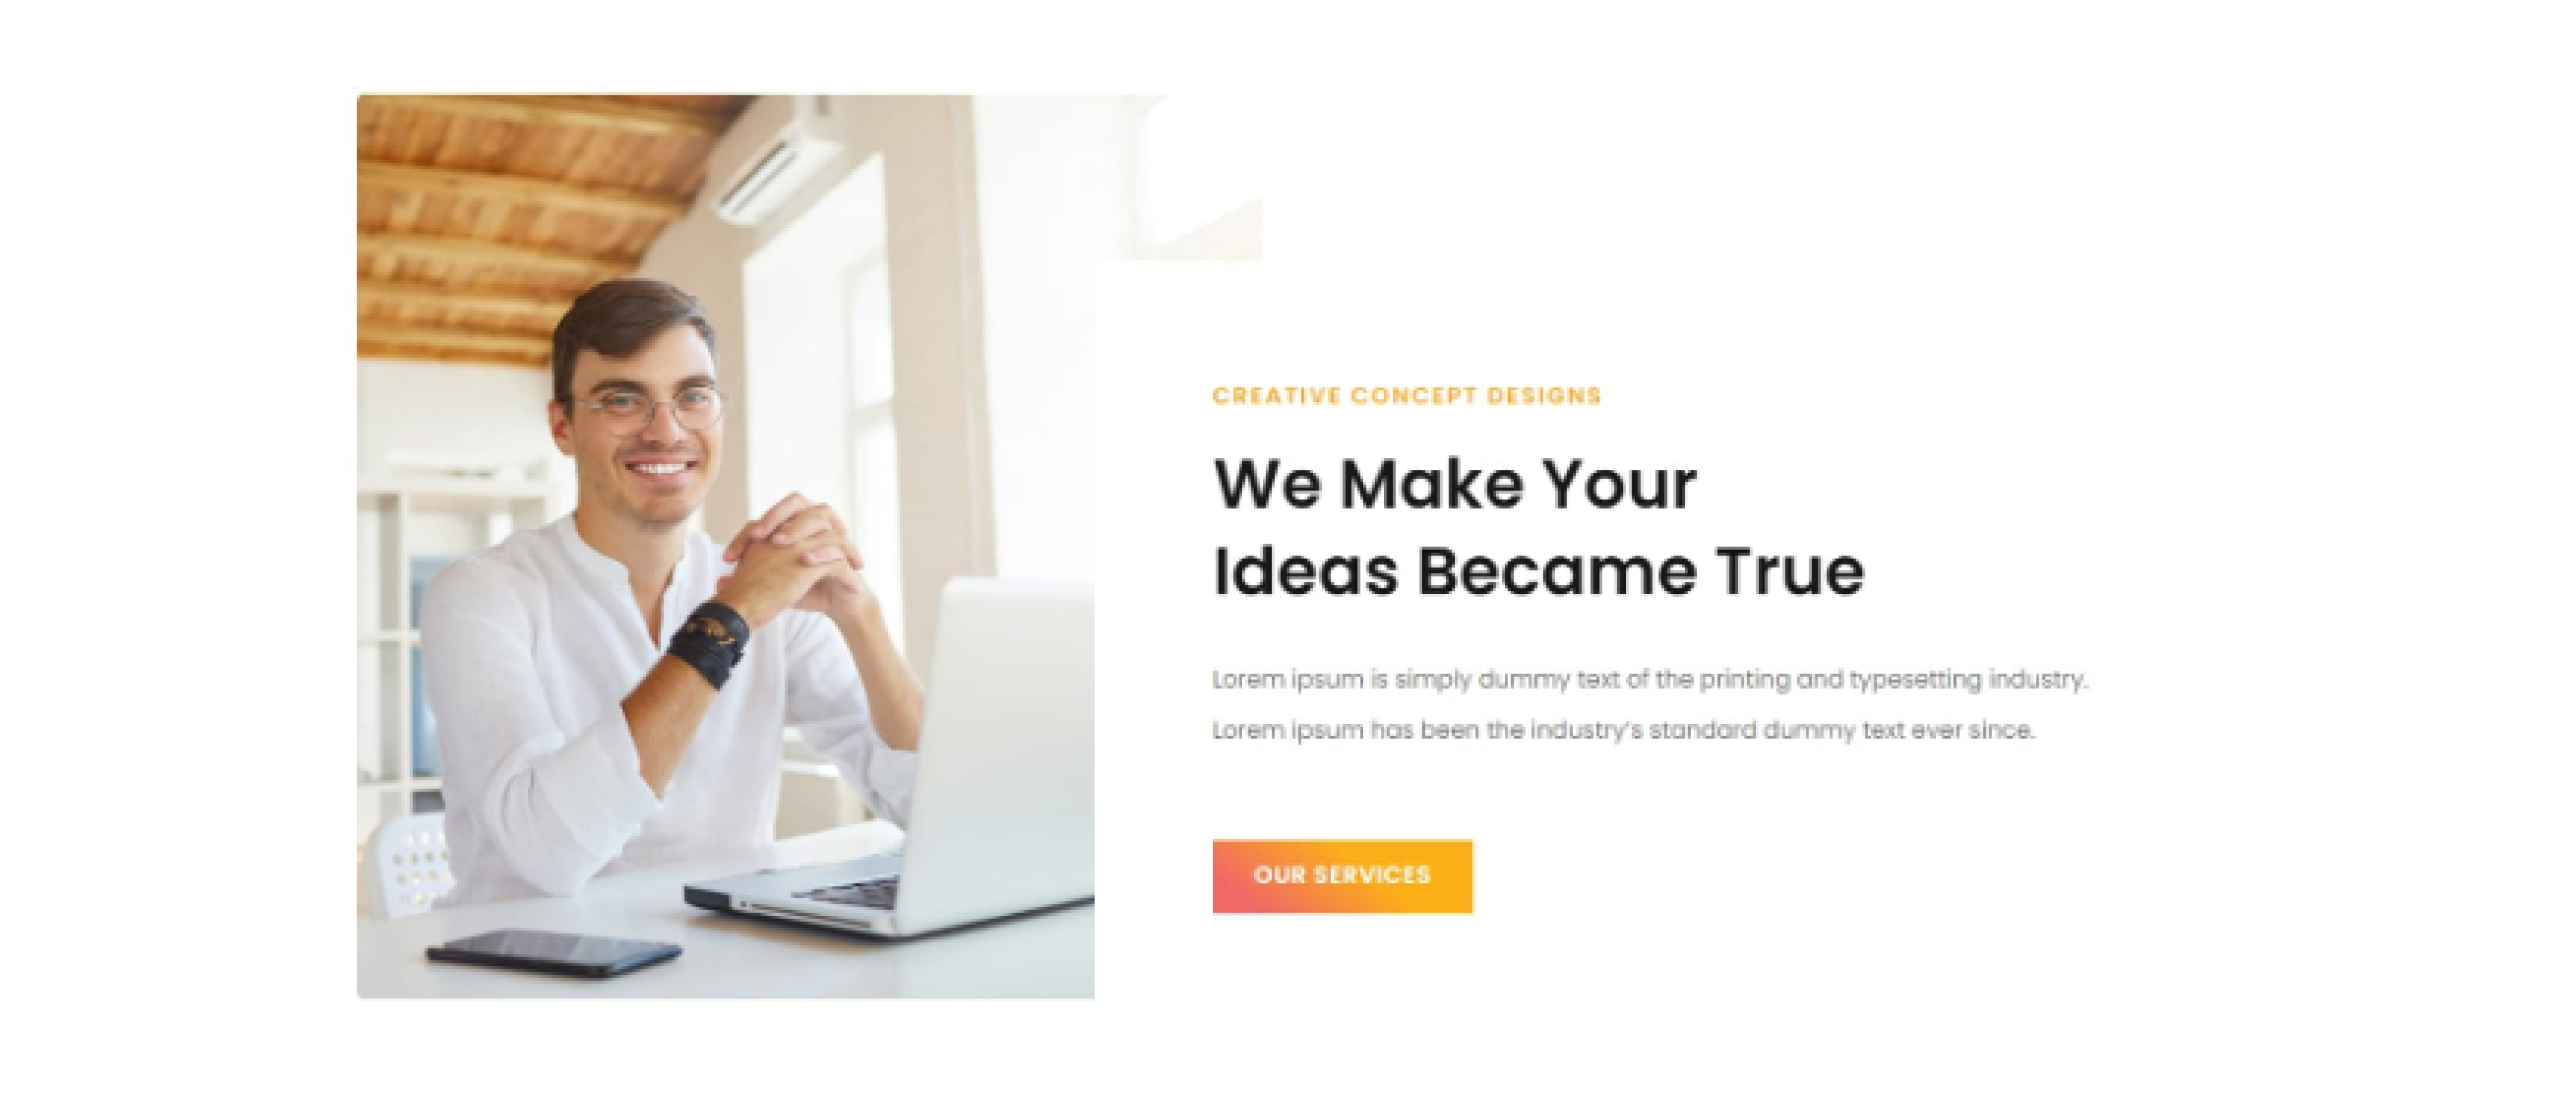 CREATIVE CONCEPT DESIGNS
We Make Your
Ideas Became True
Lorem ipsum is simply dummy text of the printing and typesetting industry.
Lorem ipsum has been the industry's standard dummy text ever since.
OUR SERVICES